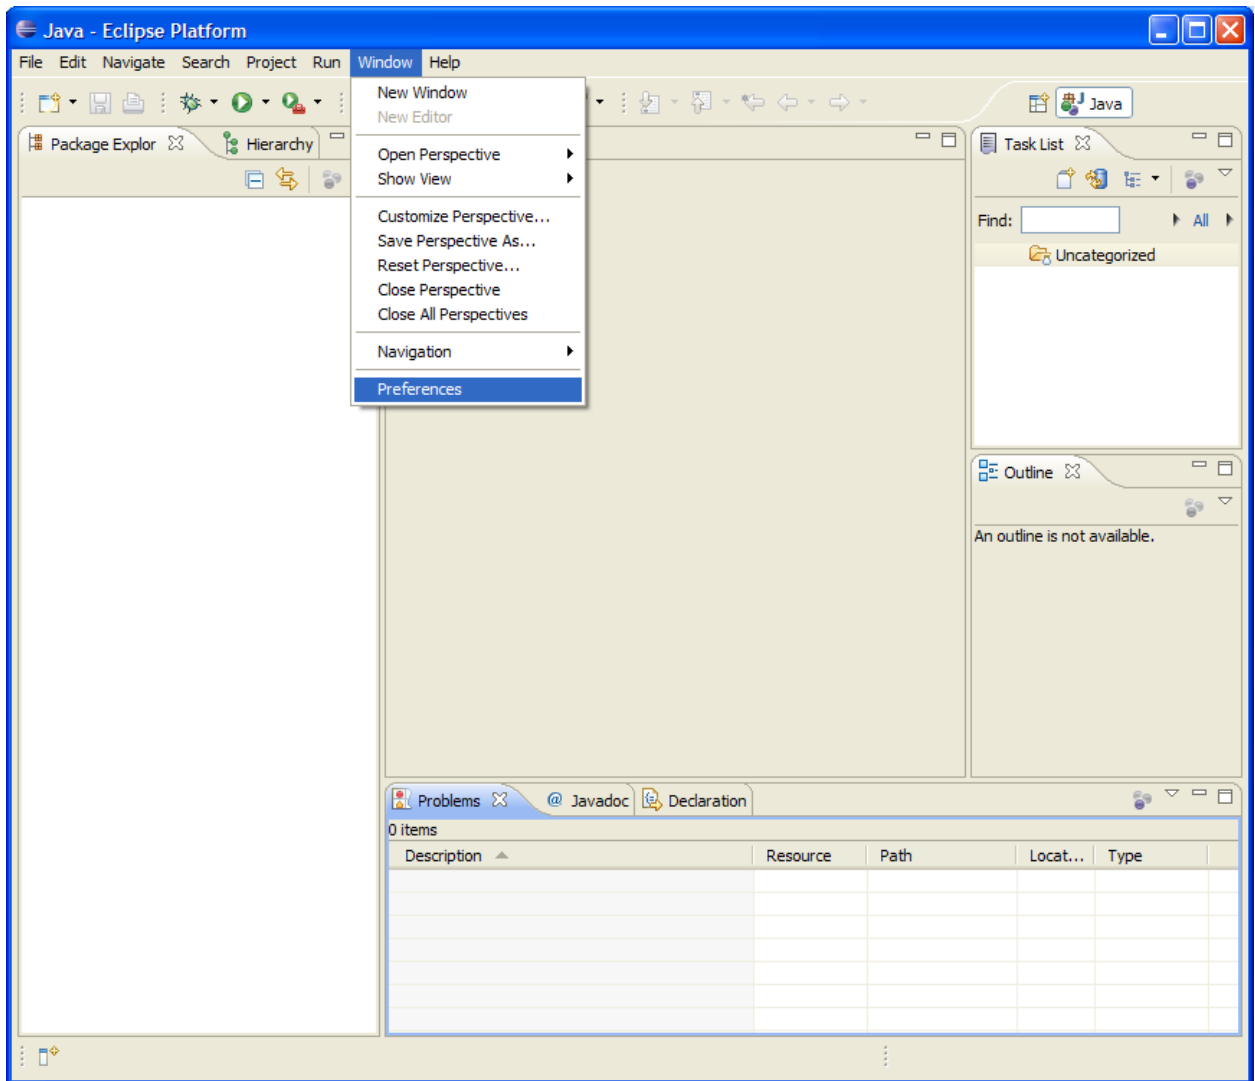 Java - Eclipse Platform
File Edit Navigate Search Project Run Window Help
New Window
New Editor
Open Perspective
Show View
Customize Perspective...
Save Perspective As...
Reset Perspective...
Close Perspective
Close All Perspectives
Navigation
Preferences
Java
Package Explor
Hierarchy
Task List
Find:
All
Uncategorized
Outline
An outline is not available.
Problems @ Javadoc Declaration
0 items
Description Resource Path Locat... Type